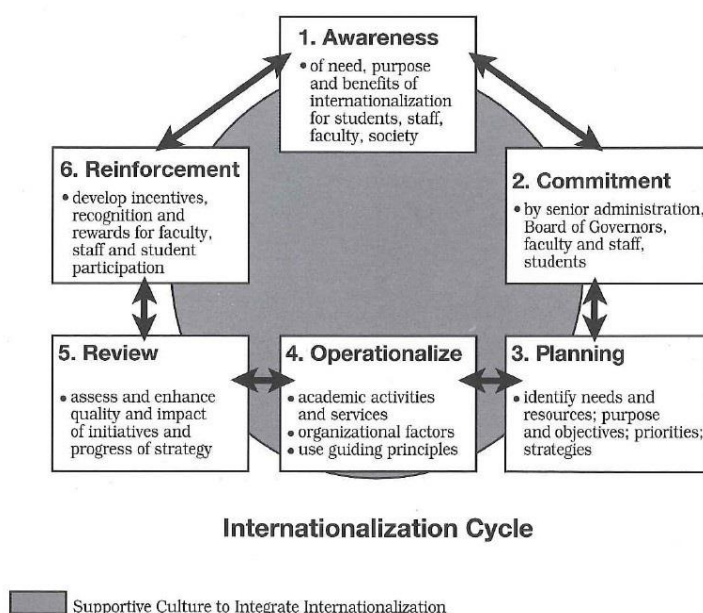 1. Awareness
• of need, purpose
and benefits of
internationalization
for students, staff,
faculty, society
2. Commitment
• by senior administration,
Board of Governors,
faculty and staff,
students
3. Planning
• identify needs and
resources; purpose
and objectives; priorities;
strategies
4. Operationalize
• academic activities
and services
• organizational factors
• use guiding principles
5. Review
• assess and enhance
quality and impact
of initiatives and
progress of strategy
6. Reinforcement
• develop incentives,
recognition and
rewards for faculty,
staff and student
participation
Internationalization Cycle
Supportive Culture to Integrate Internationalization